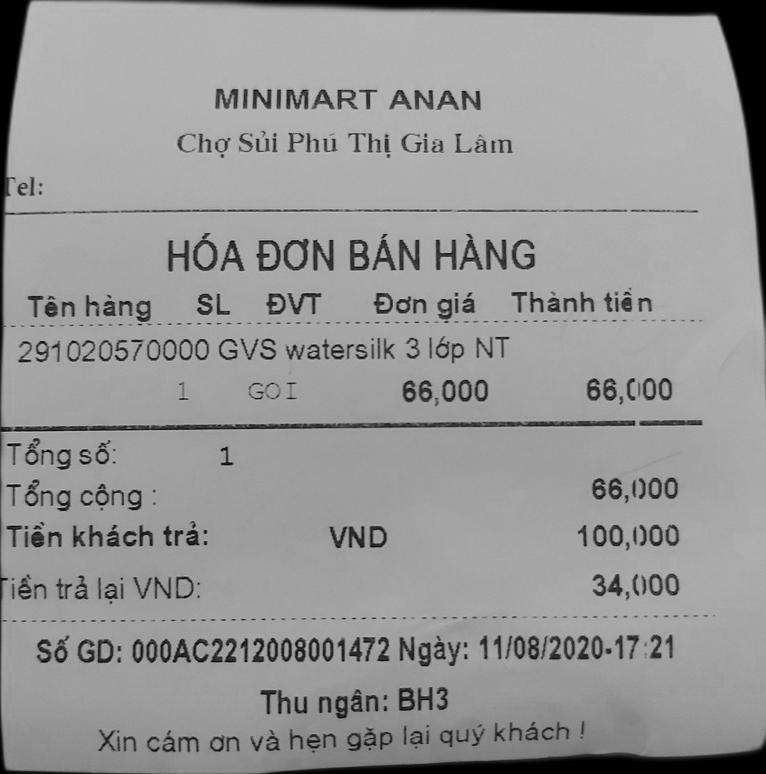 MINIMART ANAN
Chợ Sủi Phú Thị Gia Lâm
Tel:
HÓA ĐƠN BÁN HÀNG
Tên hàng SL ĐVT Đơn giá Thành tiền
291020570000 GVS watersilk 3 lớp NT
1 GOI 66,000 66,000
Tổng số: 1
Tổng cộng : 66,000
Tiền khách trả: VND 100,000
Tiền trả lại VND: 34,000
Số GD: 000AC2212008001472 Ngày: 11/08/2020-17:21
Thu ngân: BH3
Xin cám ơn và hẹn gặp lại quý khách !